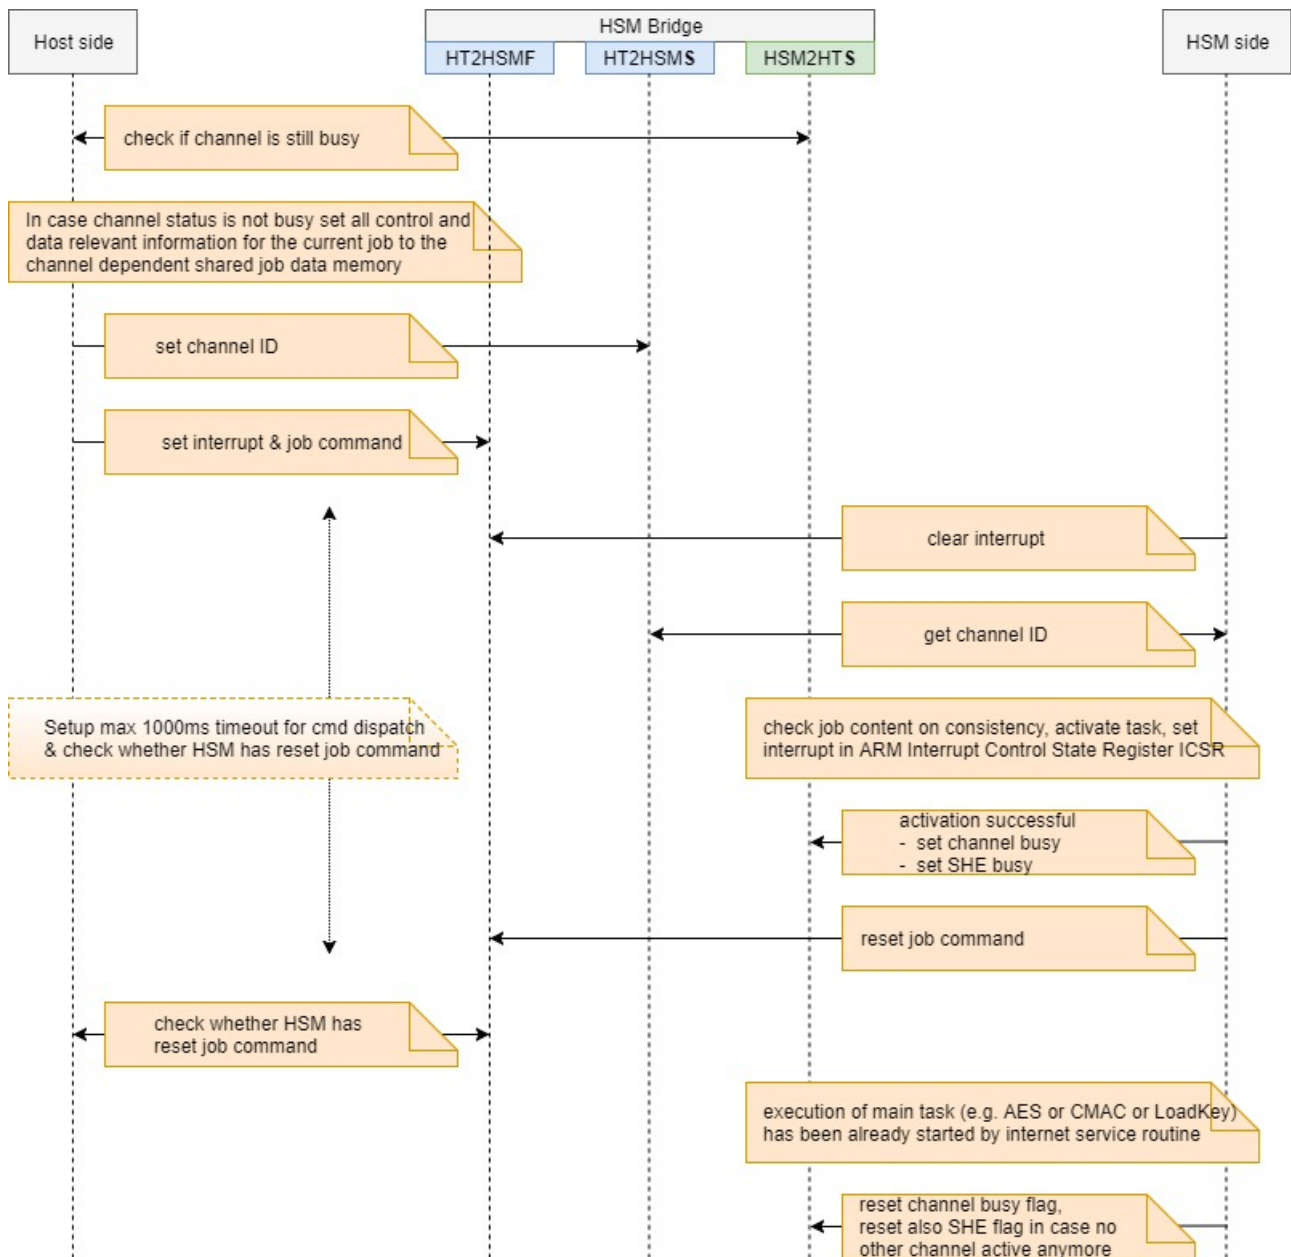 Host side
HSM Bridge
HSM side
HT2HSMF
HT2HSMS
HSM2HTS
check if channel is still busy
In case channel status is not busy set all control and
data relevant information for the current job to the
channel dependent shared job data memory
set channel ID
set interrupt & job command
clear interrupt
get channel ID
Setup max 1000ms timeout for cmd dispatch
& check whether HSM has reset job command
check job content on consistency, activate task, set
interrupt in ARM Interrupt Control State Register ICSR
activation successful
- set channel busy
- set SHE busy
reset job command
check whether HSM has
reset job command
execution of main task (e.g. AES or CMAC or LoadKey)
has been already started by internet service routine
reset channel busy flag,
reset also SHE flag in case no
other channel active anymore